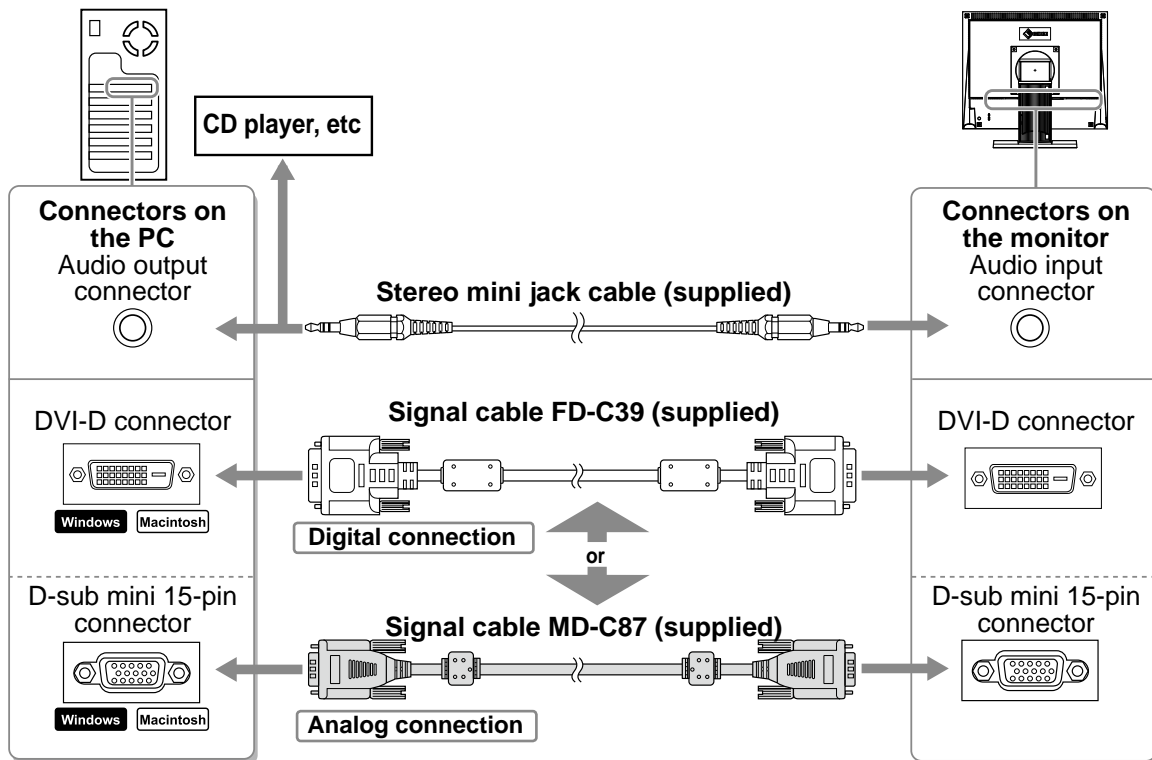 CD player, etc
Connectors on
the PC
Audio output
connector
Stereo mini jack cable (supplied)
Connectors on
the monitor
Audio input
connector
DVI-D connector
Windows Macintosh
Signal cable FD-C39 (supplied)
Digital connection
DVI-D connector
or
D-sub mini 15-pin
connector
Windows Macintosh
Signal cable MD-C87 (supplied)
Analog connection
D-sub mini 15-pin
connector